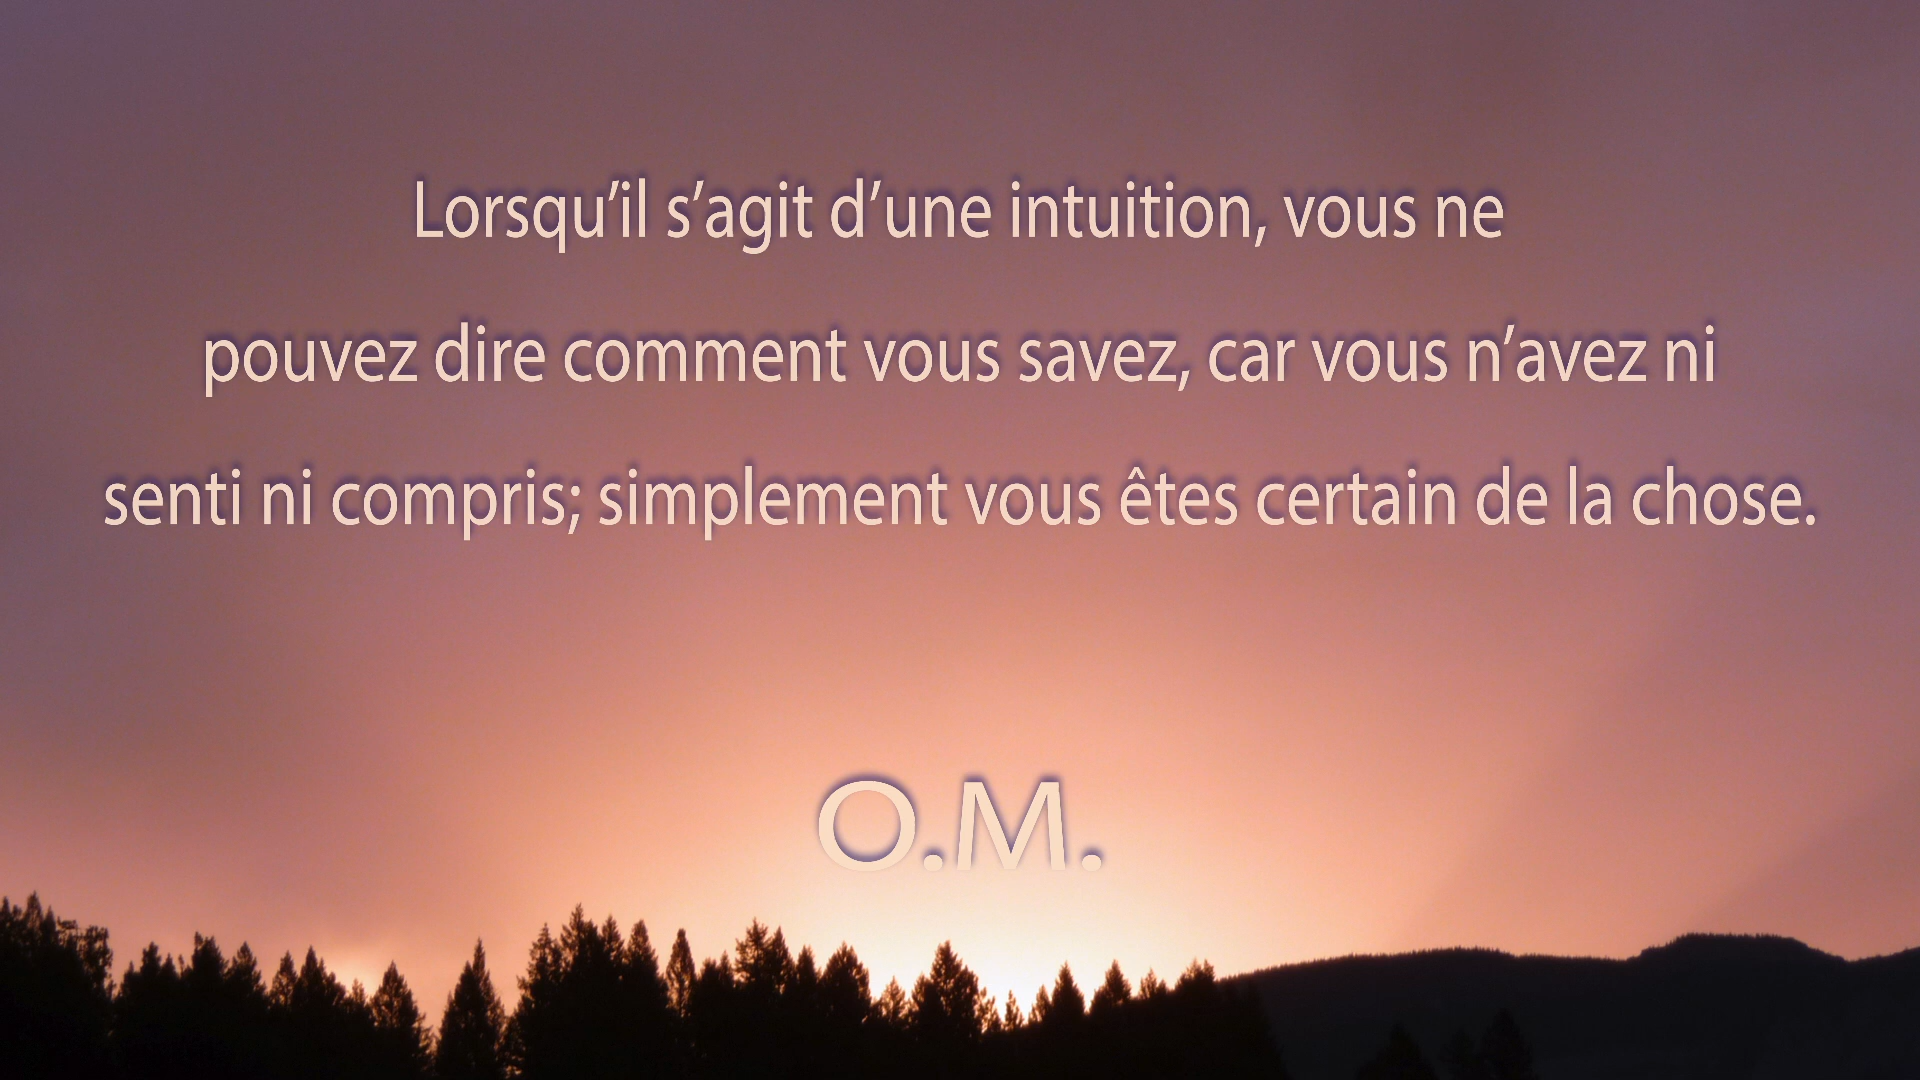 Lorsqu’il s’agit d’une intuition, vous ne
pouvez dire comment vous savez, car vous n’avez ni
senti ni compris; simplement vous êtes certain de la chose.
O.M.